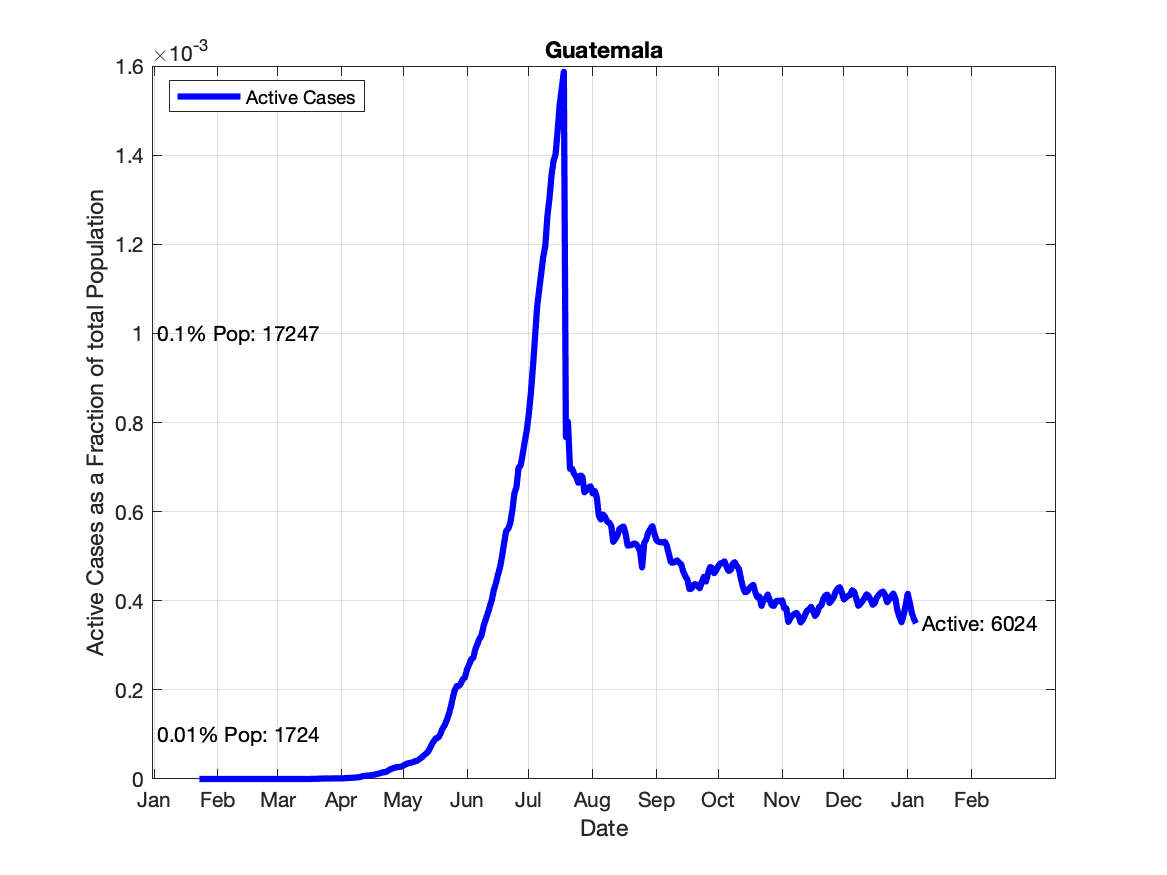 Guatemala
×10-3
1.6
1.4
1.2
1
0.8
0.6
0.4
0.2
0
Active Cases
0.1% Pop: 17247
0.01% Pop: 1724
Active: 6024
Active Cases as a Fraction of total Population
Jan Feb Mar Apr May Jun Jul Aug Sep Oct Nov Dec Jan Feb
Date